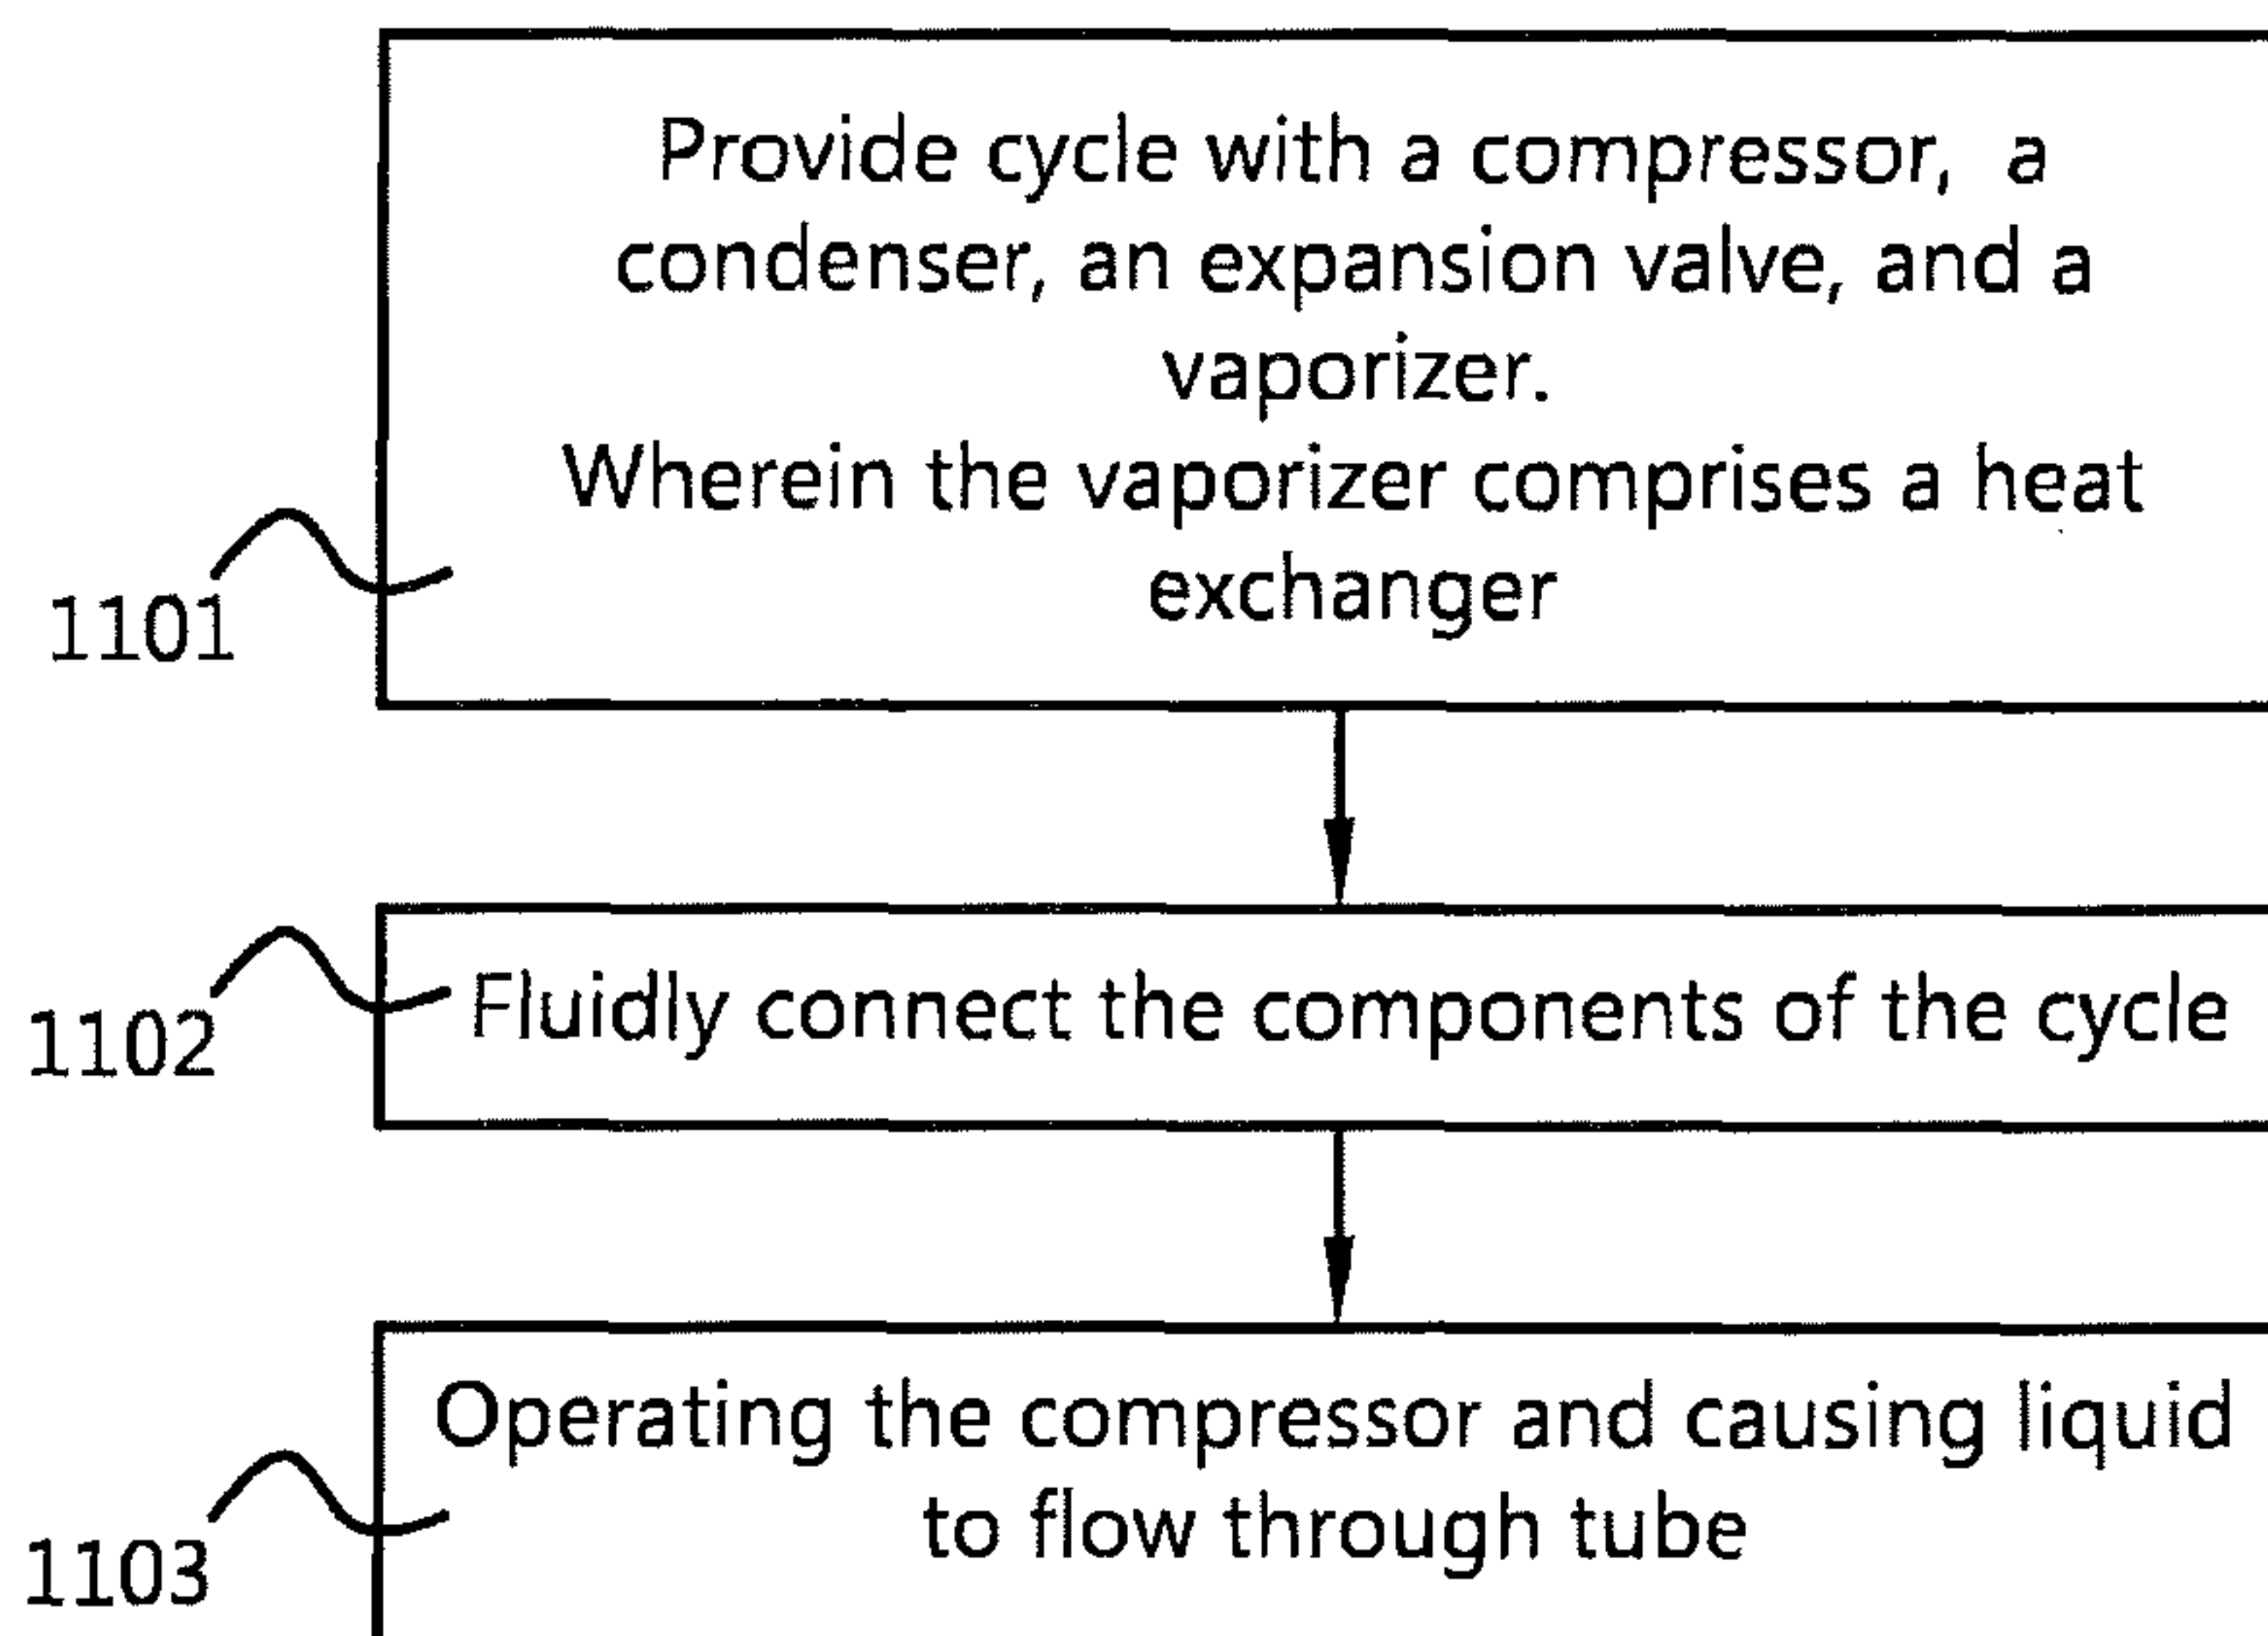 Provide cycle with a compressor, a
condenser, an expansion valve, and a
vaporizer.
Wherein the vaporizer comprises a heat
exchanger
1101
Fluidly connect the components of the cycle
1102
Operating the compressor and causing liquid
to flow through tube
1103